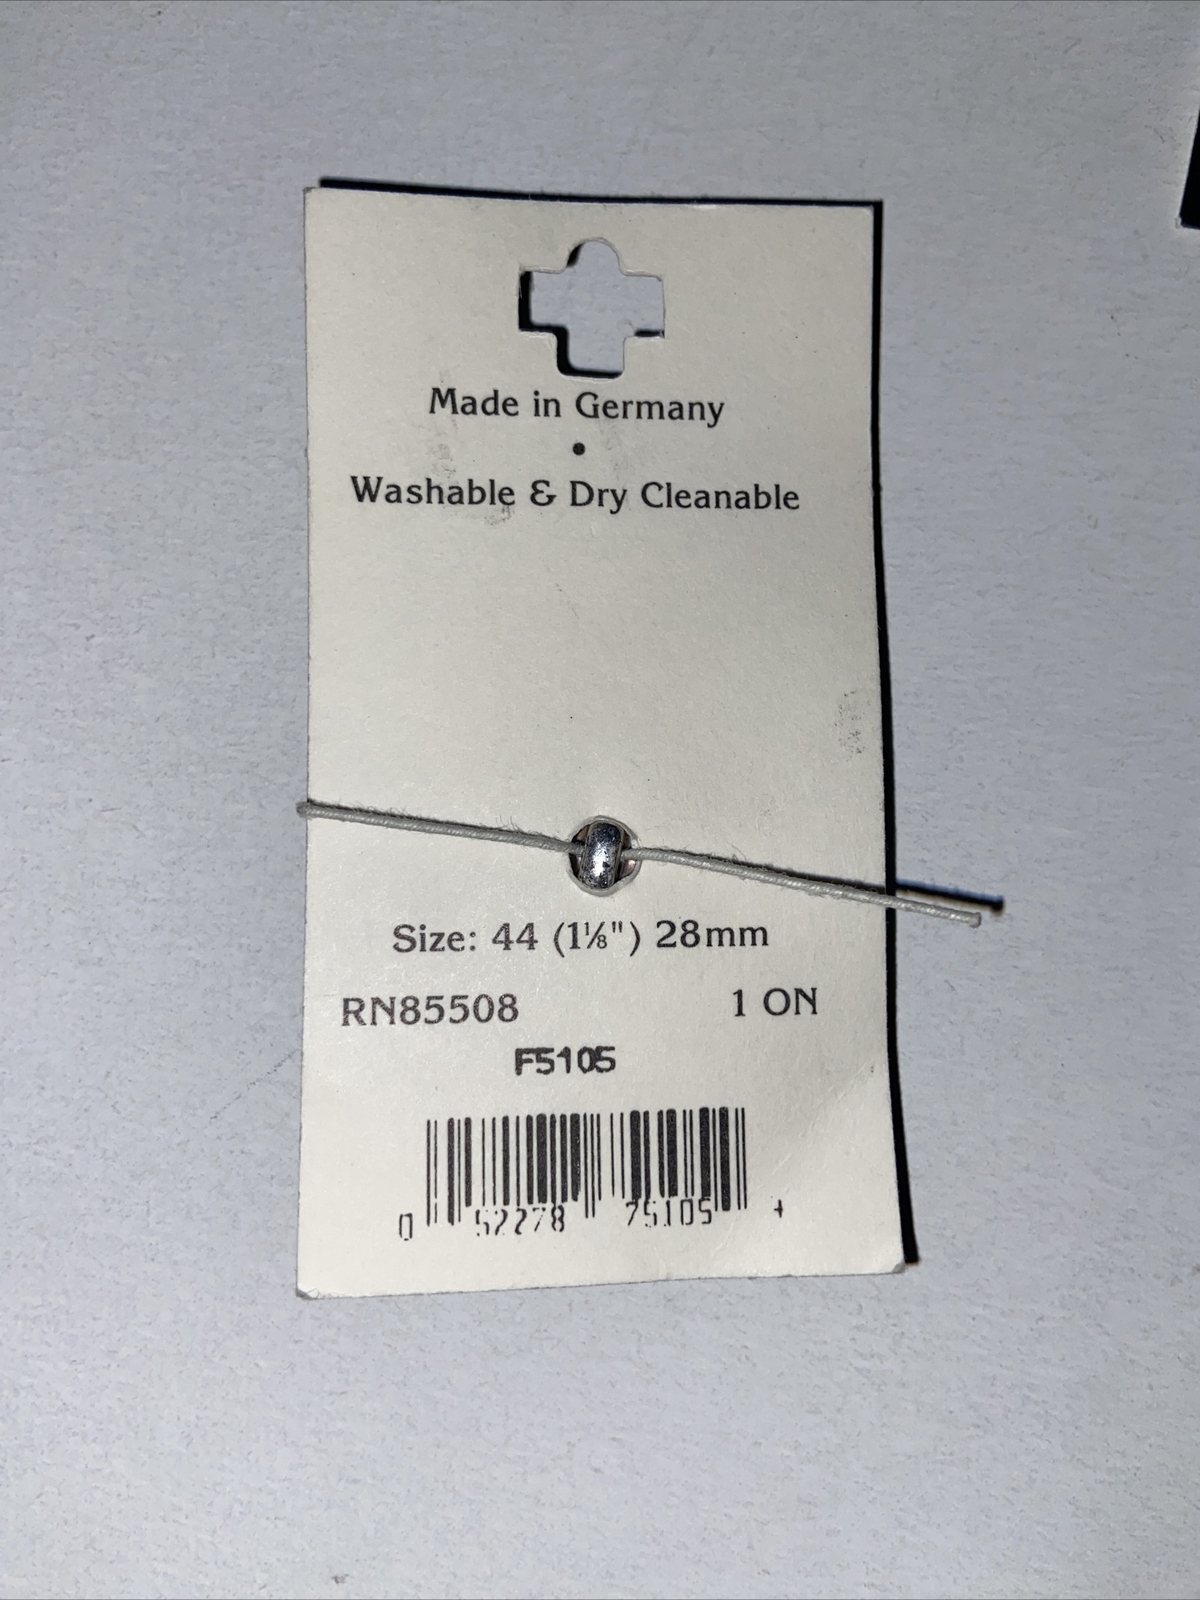 Made in Germany
•
Washable & Dry Cleanable
Size: 44 (1⅛") 28mm
RN85508 1 ON
F5105
0 52278 75105 4